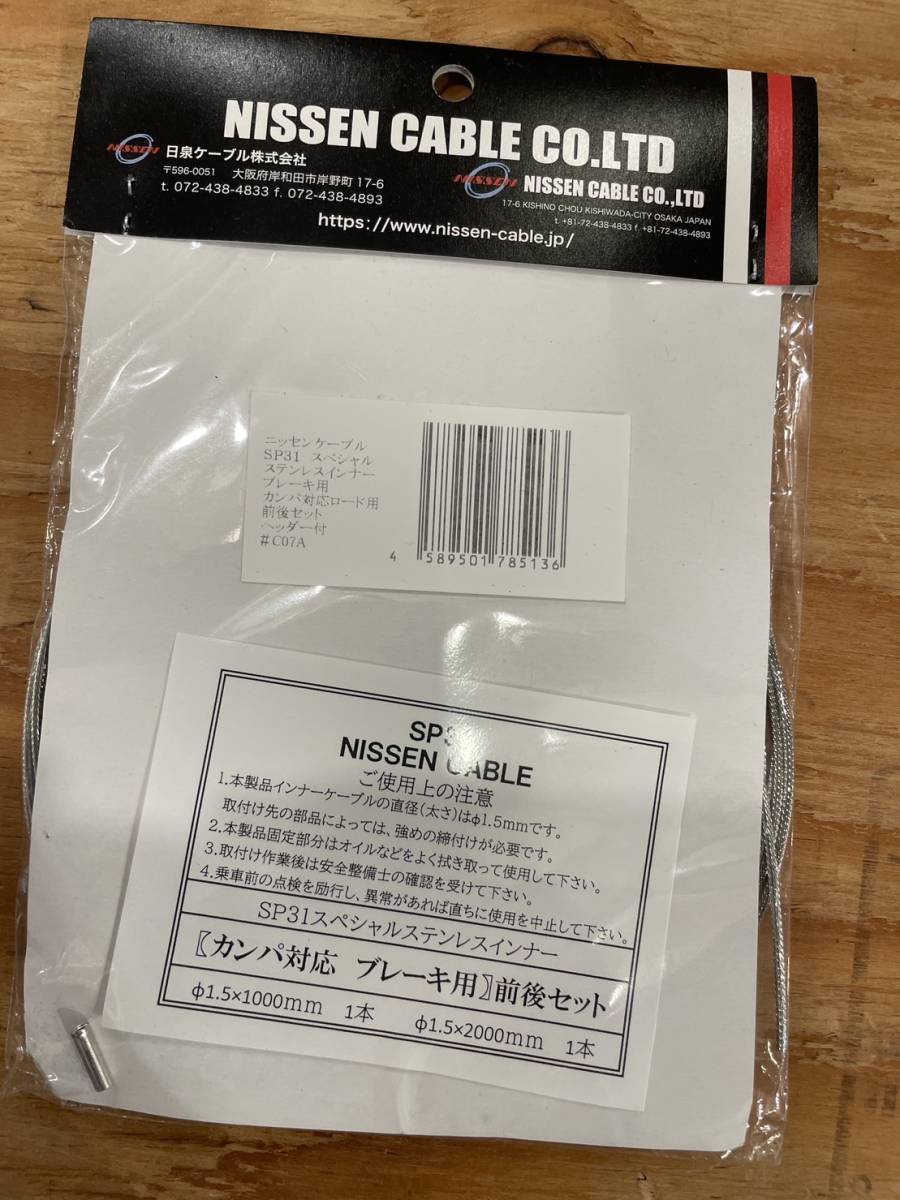 NISSEN CABLE CO.LTD
NISSEN
日泉ケーブル株式会社
〒596-0051 大阪府岸和田市岸野町 17-6
t. 072-438-4833 f. 072-438-4893
NISSEN
NISSEN CABLE CO.,LTD
17-6 KISHINO CHOU KISHIWADA-CITY OSAKA JAPAN
t. +81-72-438-4833 f. +81-72-438-4893
https://www.nissen-cable.jp/
ニッセンケーブル
SP31 スペシャル
ステンレスインナー
ブレーキ用
カンパ対応ロード用
前後セット
ヘッダー付
#C07A
4 589501 785136
SP3
NISSEN CABLE
ご使用上の注意
1.本製品インナーケーブルの直径(太さ)はφ1.5mmです。
取付け先の部品によっては、強めの締付けが必要です。
2.本製品固定部分はオイルなどをよく拭き取って使用して下さい。
3.取付け作業後は安全整備士の確認を受けて下さい。
4.乗車前の点検を励行し、異常があれば直ちに使用を中止して下さい。
SP31スペシャルステンレスインナー
〖カンパ対応 ブレーキ用〗前後セット
φ1.5×1000mm 1本 φ1.5×2000mm 1本